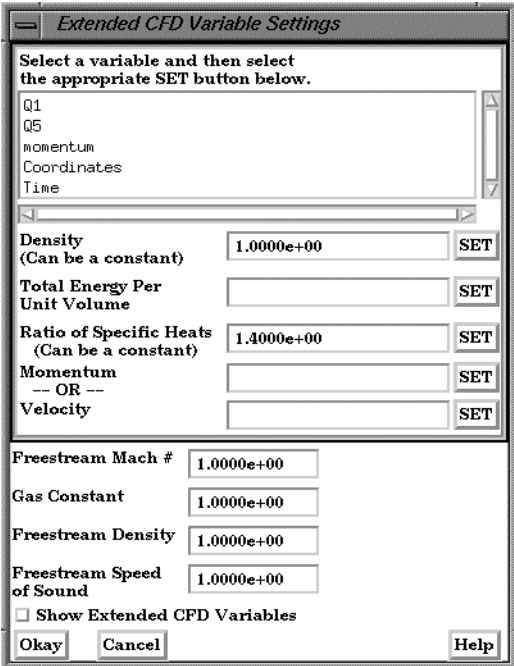 Extended CFD Variable Settings
Select a variable and then select
the appropriate SET button below.
Q1
Q5
momentum
Coordinates
Time
Density
(Can be a constant)
1.0000e+00
SET
Total Energy Per
Unit Volume
SET
Ratio of Specific Heats
(Can be a constant)
1.4000e+00
SET
Momentum
SET
-- OR --
Velocity
SET
Freestream Mach #
1.0000e+00
Gas Constant
1.0000e+00
Freestream Density
1.0000e+00
Freestream Speed
of Sound
1.0000e+00
Show Extended CFD Variables
Okay
Cancel
Help